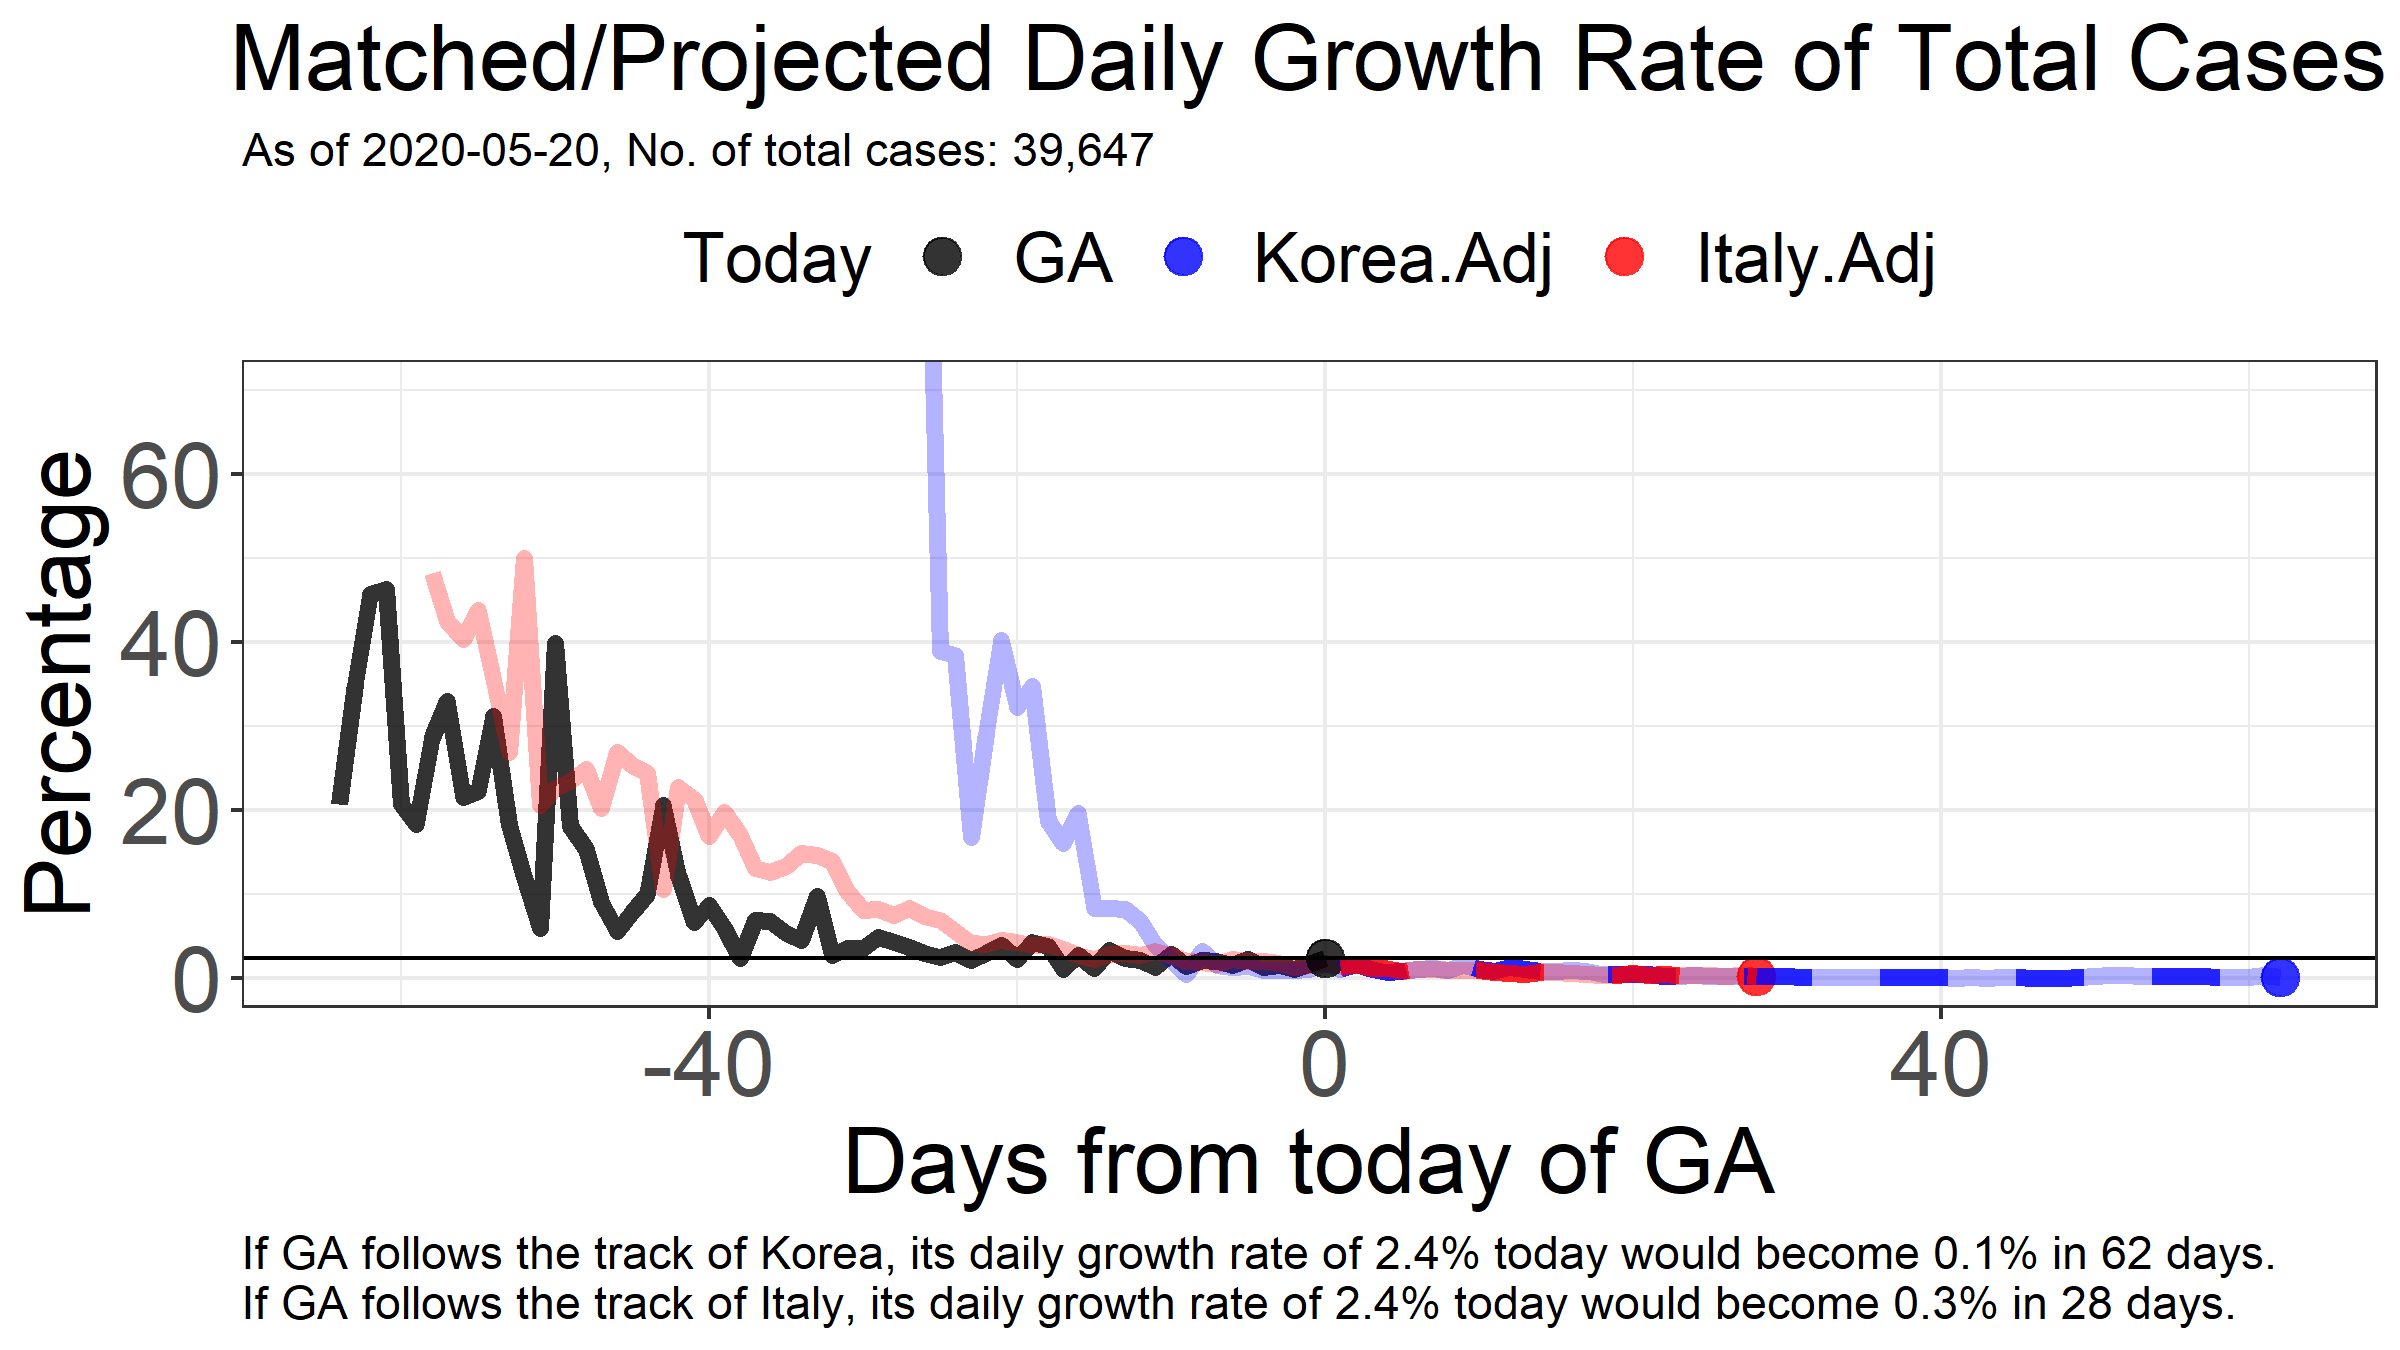 Matched/Projected Daily Growth Rate of Total Cases
As of 2020-05-20, No. of total cases: 39,647
Today GA Korea.Adj Italy.Adj
Percentage
60
40
20
0
-40 0 40
Days from today of GA
If GA follows the track of Korea, its daily growth rate of 2.4% today would become 0.1% in 62 days.
If GA follows the track of Italy, its daily growth rate of 2.4% today would become 0.3% in 28 days.